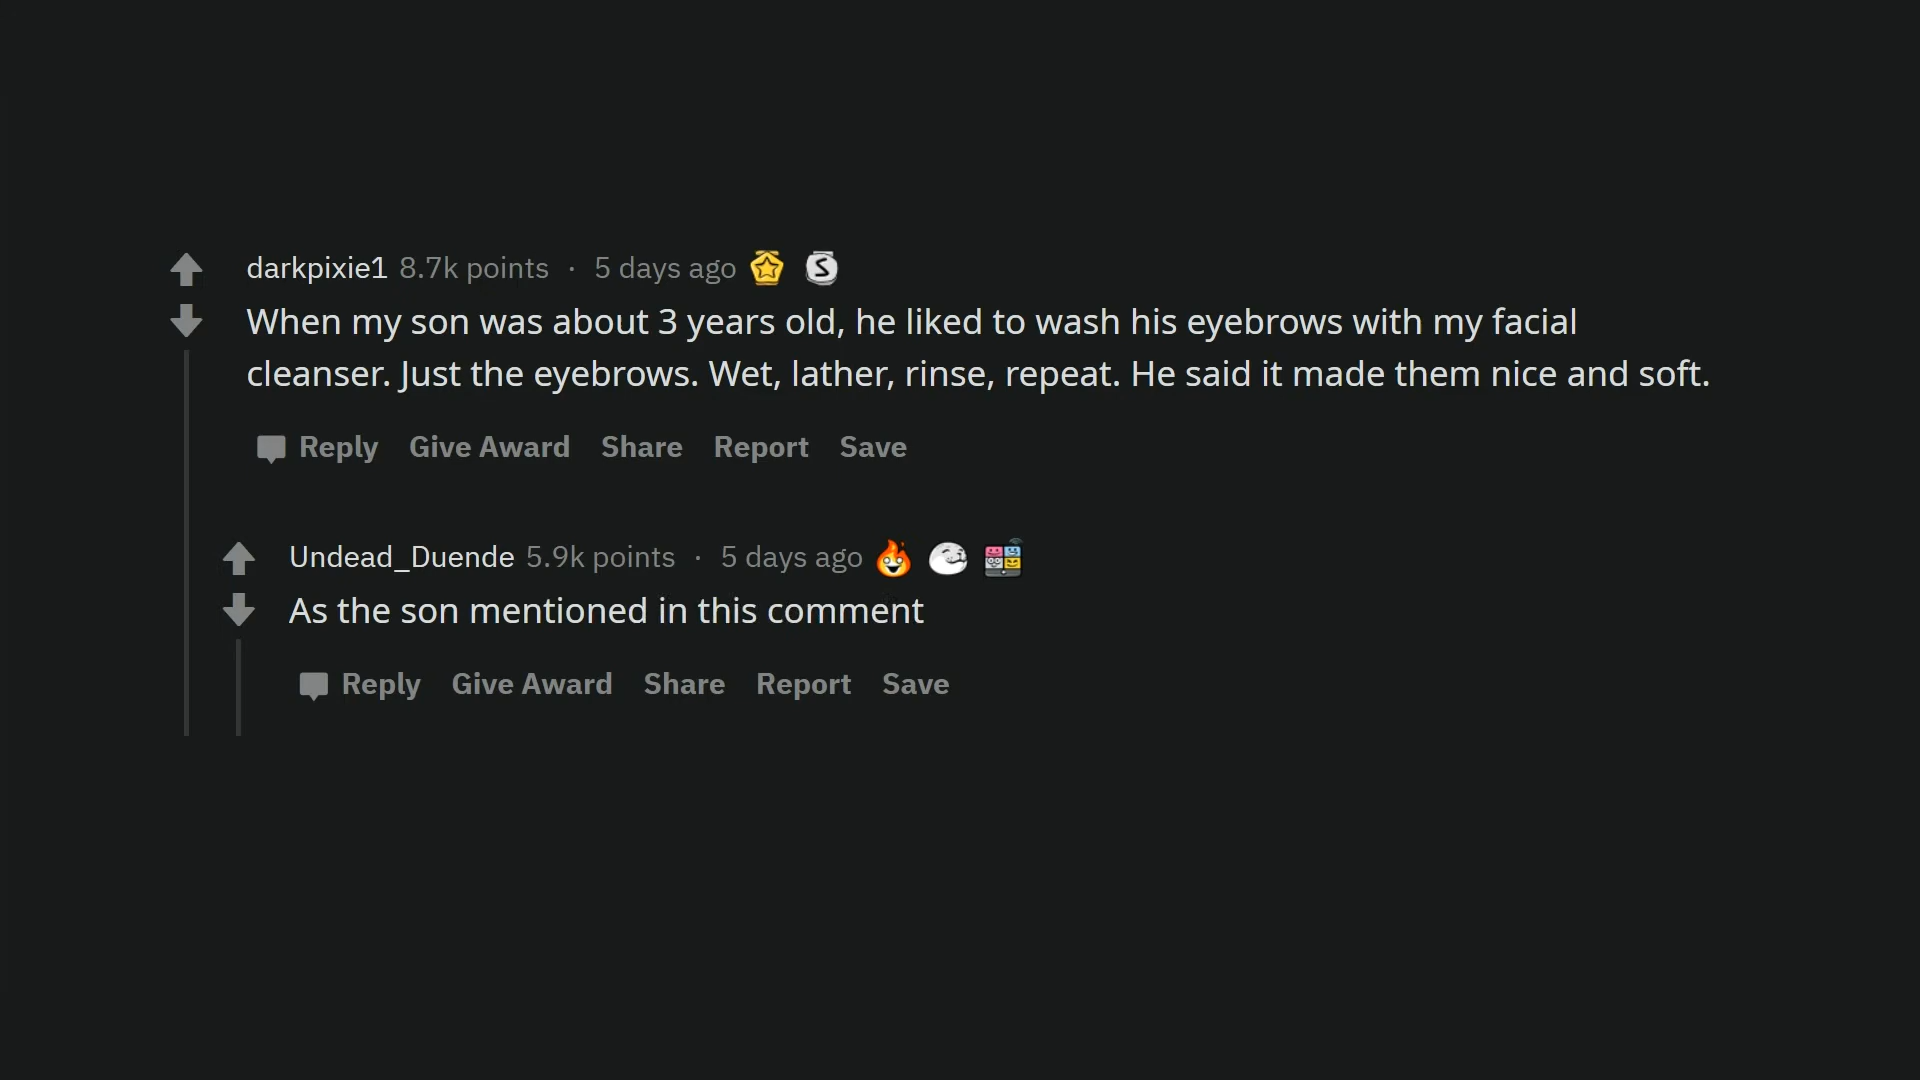 darkpixie1 8.7k points · 5 days ago
When my son was about 3 years old, he liked to wash his eyebrows with my facial
cleanser. Just the eyebrows. Wet, lather, rinse, repeat. He said it made them nice and soft.
Reply Give Award Share Report Save
Undead_Duende 5.9k points · 5 days ago
As the son mentioned in this comment
Reply Give Award Share Report Save